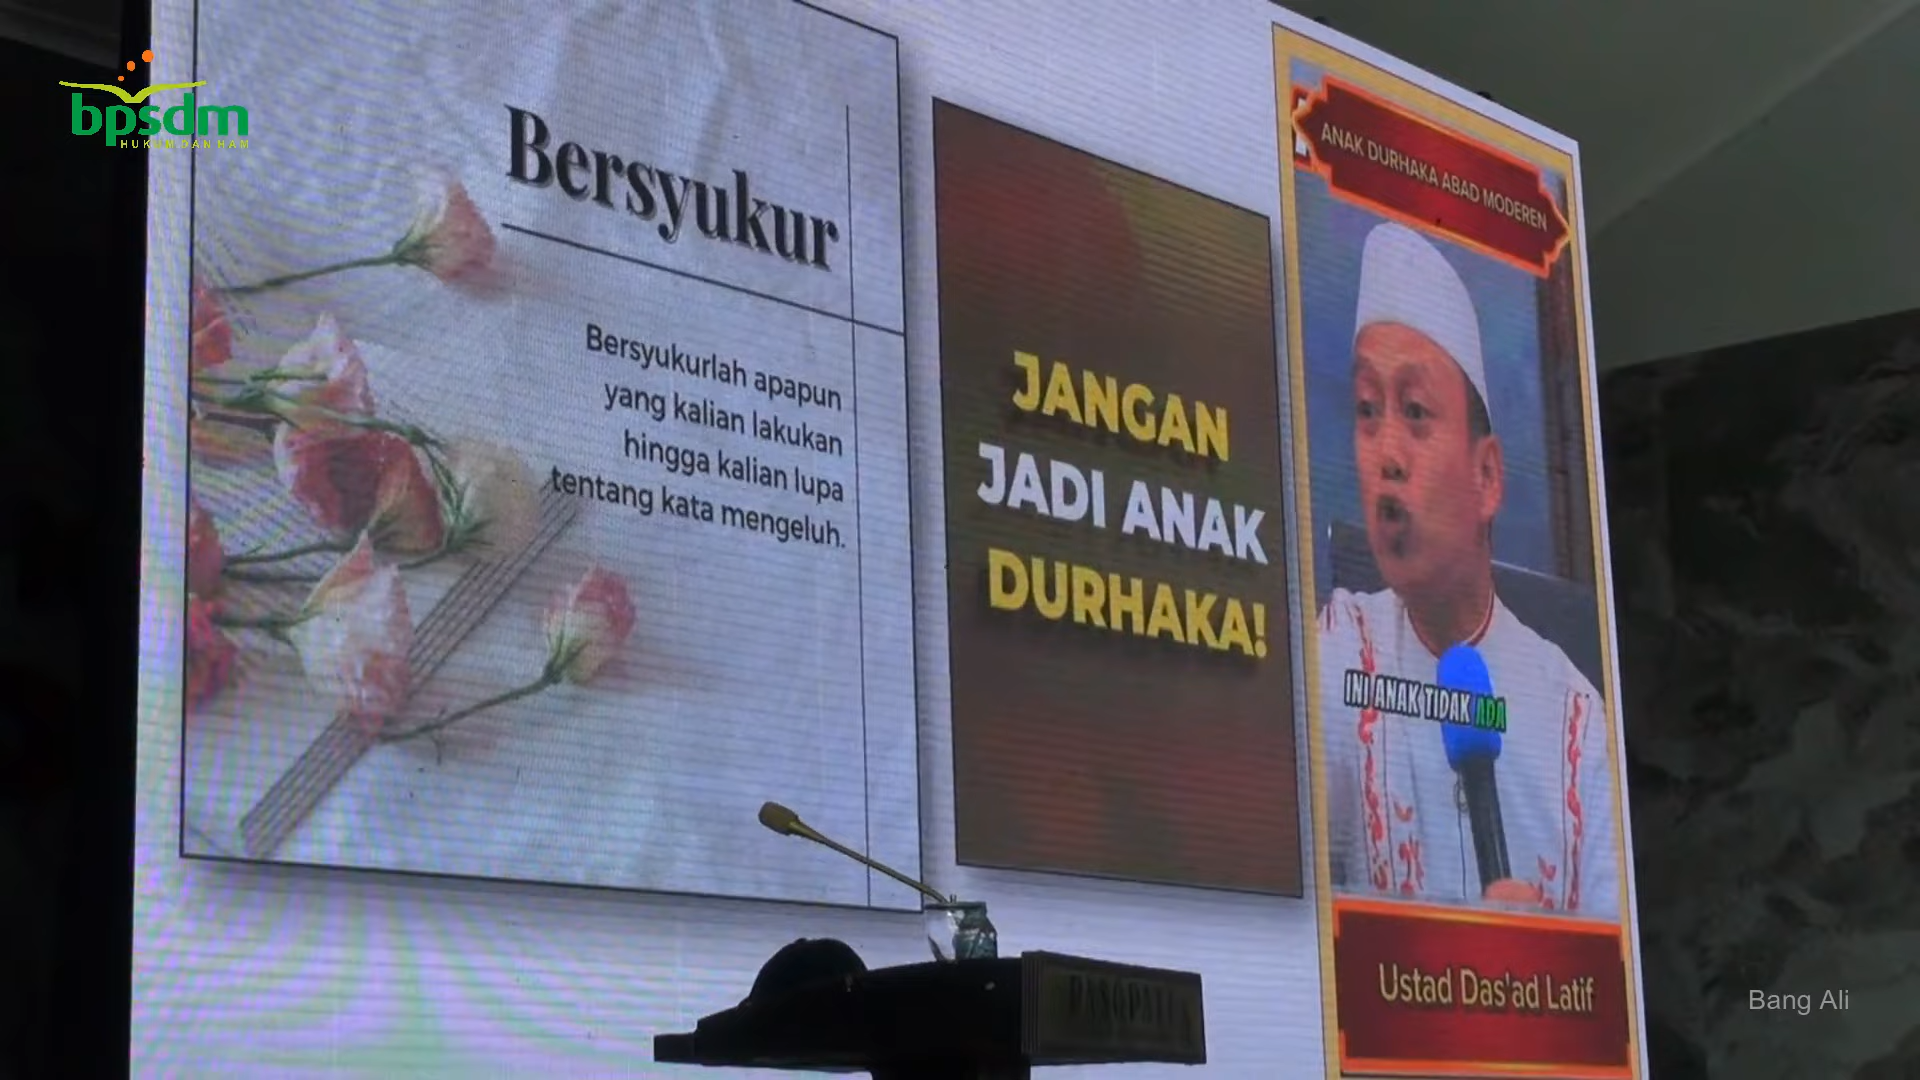 bpsdm
HUKUM DAN HAM
Bersyukur
Bersyukurlah apapun
yang kalian lakukan
hingga kalian lupa
tentang kata mengeluh.
JANGAN
JADI ANAK
DURHAKA!
ANAK DURHAKA ABAD MODEREN
INI ANAK TIDAK ADA
Ustad Das'ad Latif
PASOPATI
Bang Ali